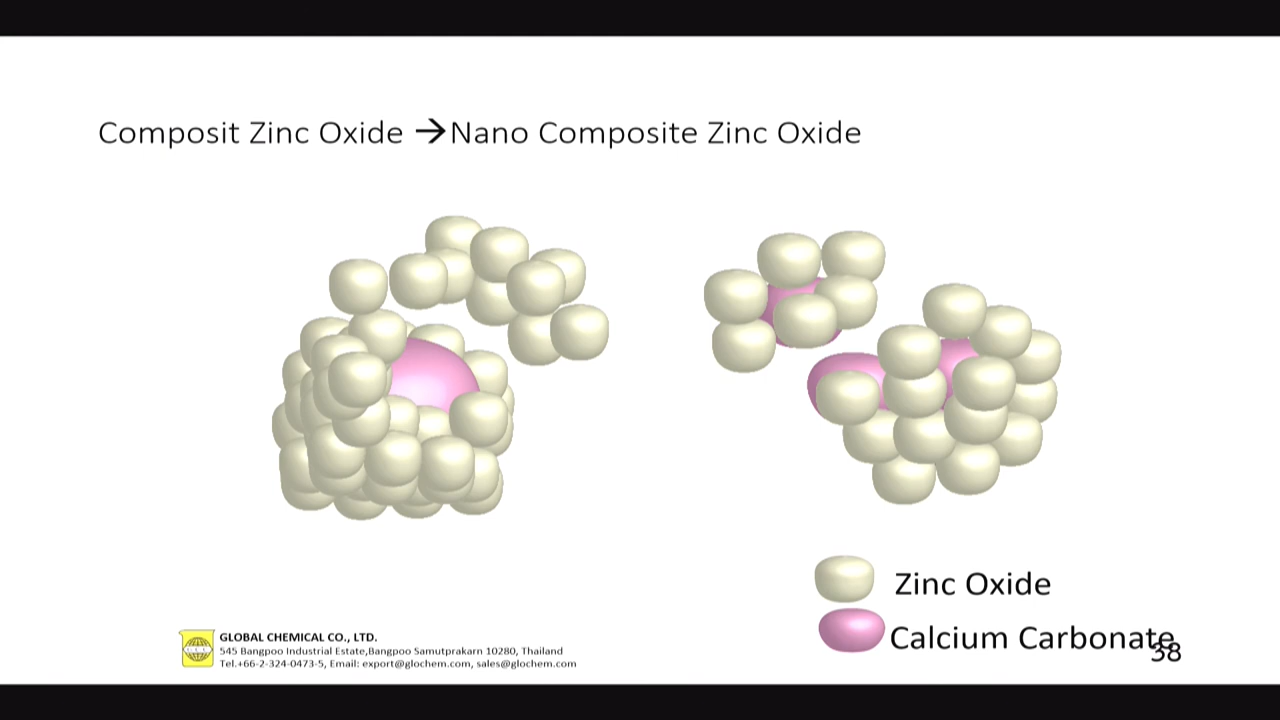 Composit Zinc Oxide →Nano Composite Zinc Oxide
Zinc Oxide
Calcium Carbonate
38
GLOBAL CHEMICAL CO., LTD.
545 Bangpoo Industrial Estate,Bangpoo Samutprakarn 10280, Thailand
Tel.+66-2-324-0473-5, Email: export@glochem.com, sales@glochem.com